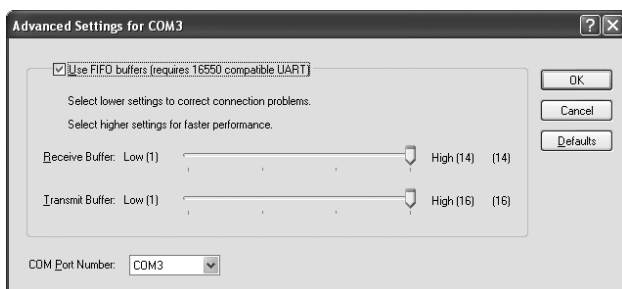 Advanced Settings for COM3
Use FIFO buffers (requires 16550 compatible UART)
OK
Select lower settings to correct connection problems.
Cancel
Select higher settings for faster performance.
Defaults
Receive Buffer: Low (1) High (14) (14)
Transmit Buffer: Low (1) High (16) (16)
COM Port Number: COM3